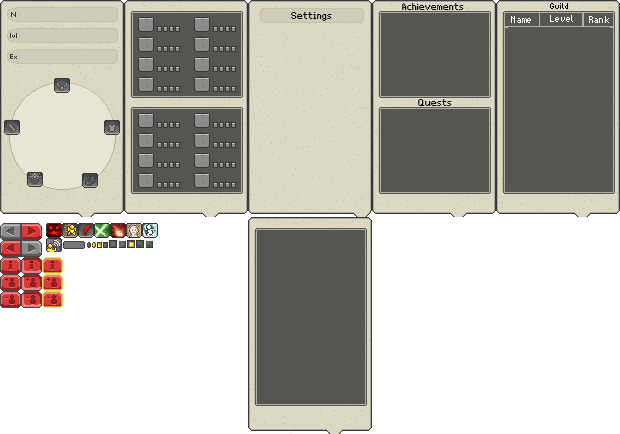 N
lvl
Ex
Settings
Achievements
Quests
Guild
Name Level Rank